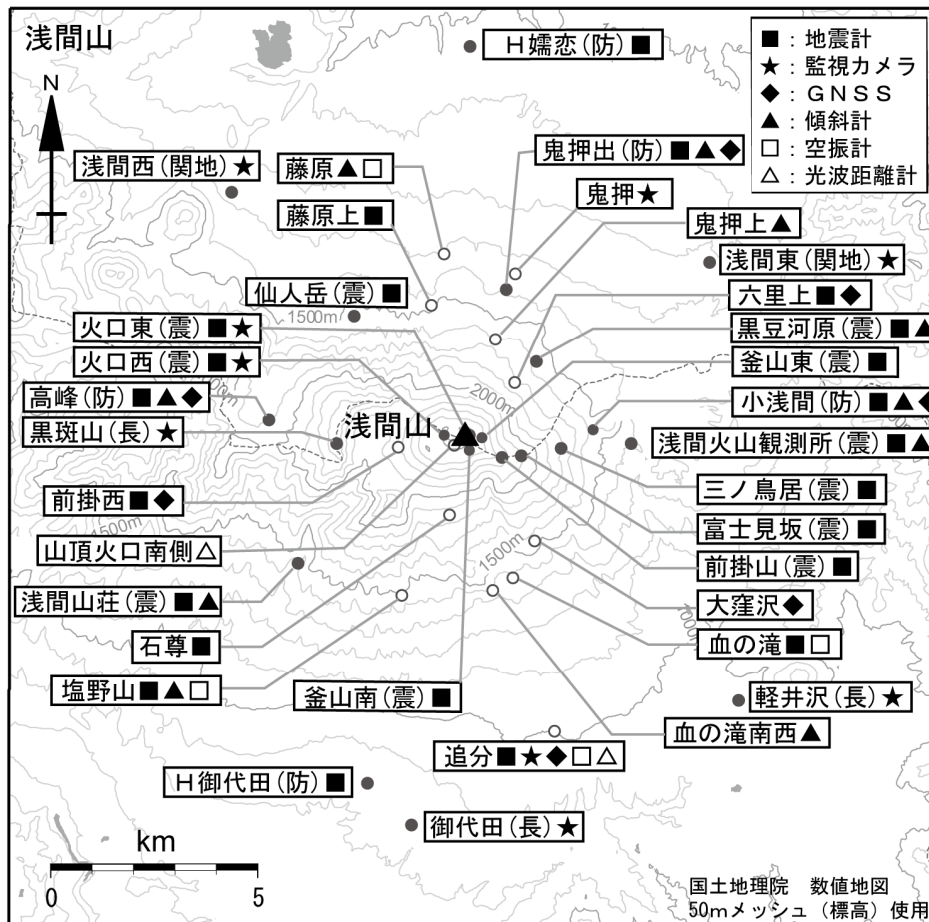 浅間山
N
H嬬恋(防)■
■：地震計
★：監視カメラ
◆：ＧＮＳＳ
▲：傾斜計
□：空振計
△：光波距離計
浅間西(関地)★
藤原▲□
鬼押出(防)■▲◆
鬼押★
藤原上■
鬼押上▲
浅間東(関地)★
仙人岳(震)■
六里上■◆
1500m
火口東(震)■★
黒豆河原(震)■▲
火口西(震)■★
釜山東(震)■
高峰(防)■▲◆
2000m
小浅間(防)■▲◆
浅間山
黒斑山(長)★
浅間火山観測所(震)■▲
前掛西■◆
三ノ鳥居(震)■
1500m
富士見坂(震)■
山頂火口南側△
1500m
前掛山(震)■
浅間山荘(震)■▲
大窪沢◆
石尊■
血の滝■□
塩野山■▲□
釜山南(震)■
軽井沢(長)★
血の滝南西▲
追分■★◆□△
H御代田(防)■
御代田(長)★
km
0
5
国土地理院　数値地図
50mメッシュ（標高）使用